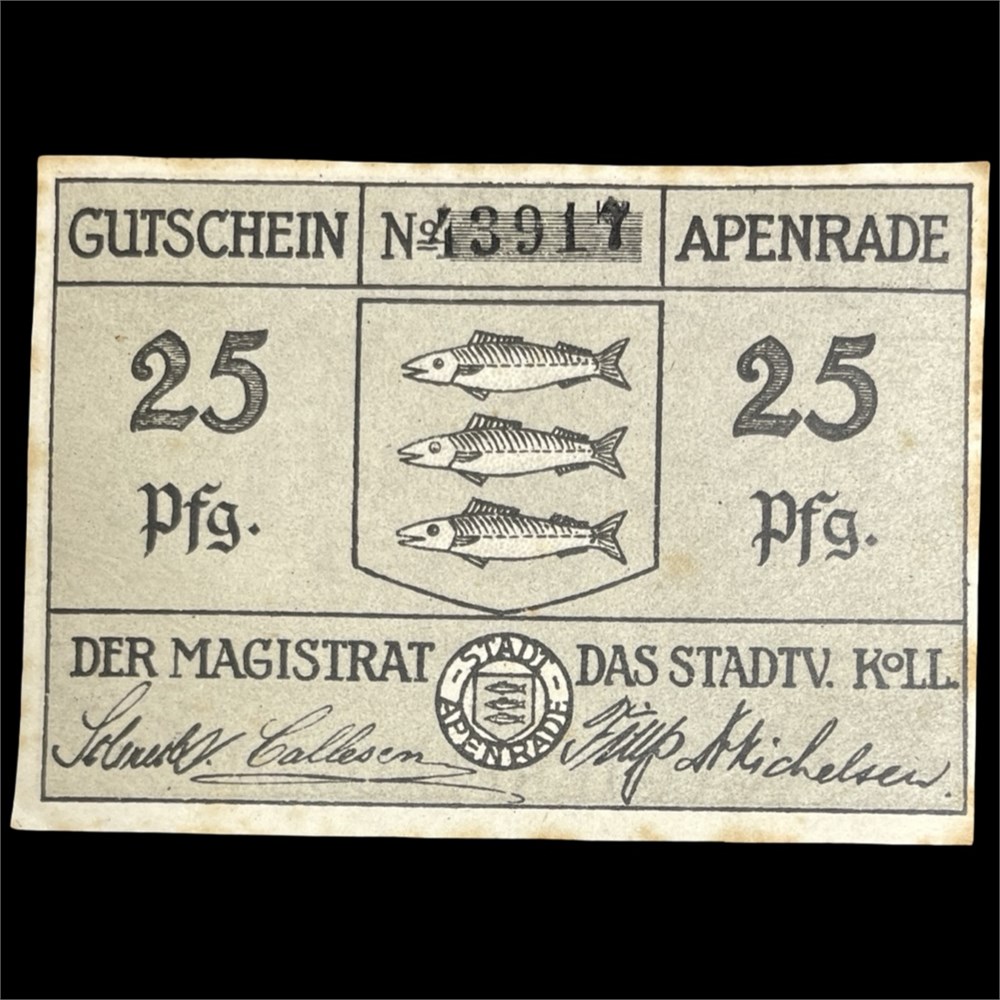 GUTSCHEIN
No 43917
APENRADE
25
Pfg.
25
Pfg.
DER MAGISTRAT
STADT APENRADE
DAS STADTV. KOLL.
Callesen
Michelsen.